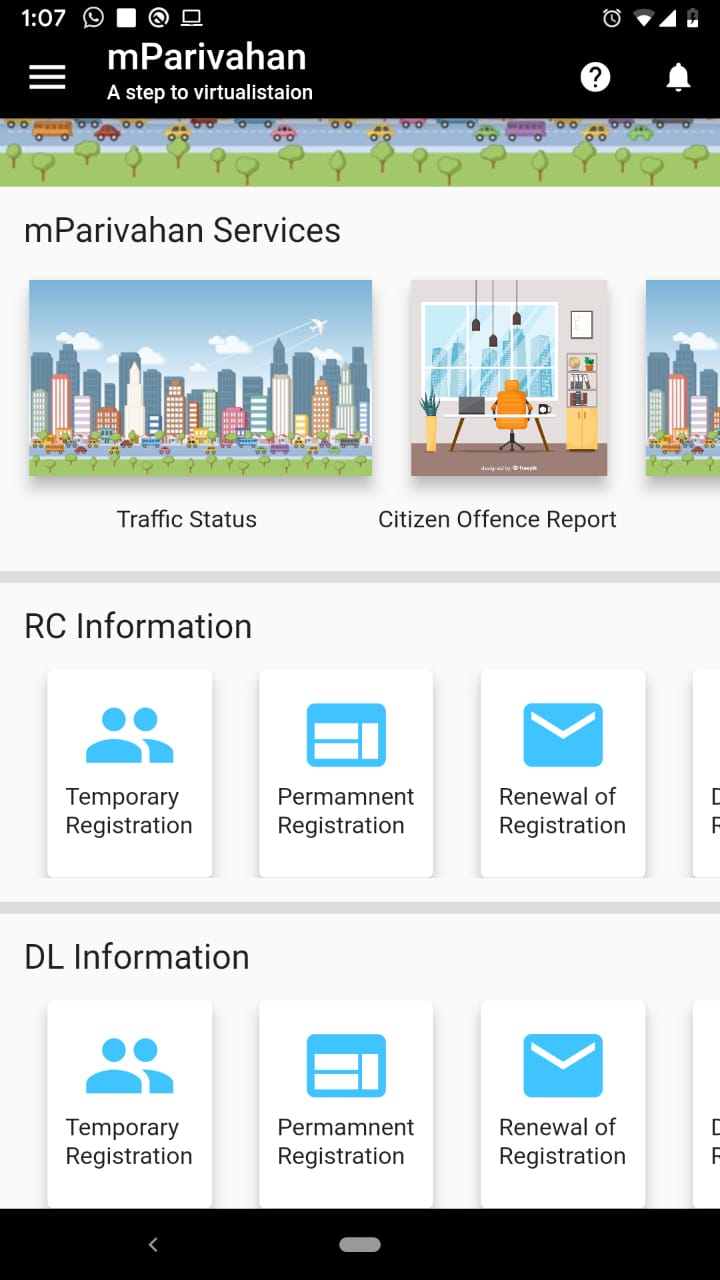 1:07
mParivahan
A step to virtualistaion
mParivahan Services
designed by freepik
Traffic Status
Citizen Offence Report
RC Information
Temporary
Registration
Permamnent
Registration
Renewal of
Registration
D
R
DL Information
Temporary
Registration
Permamnent
Registration
Renewal of
Registration
D
R